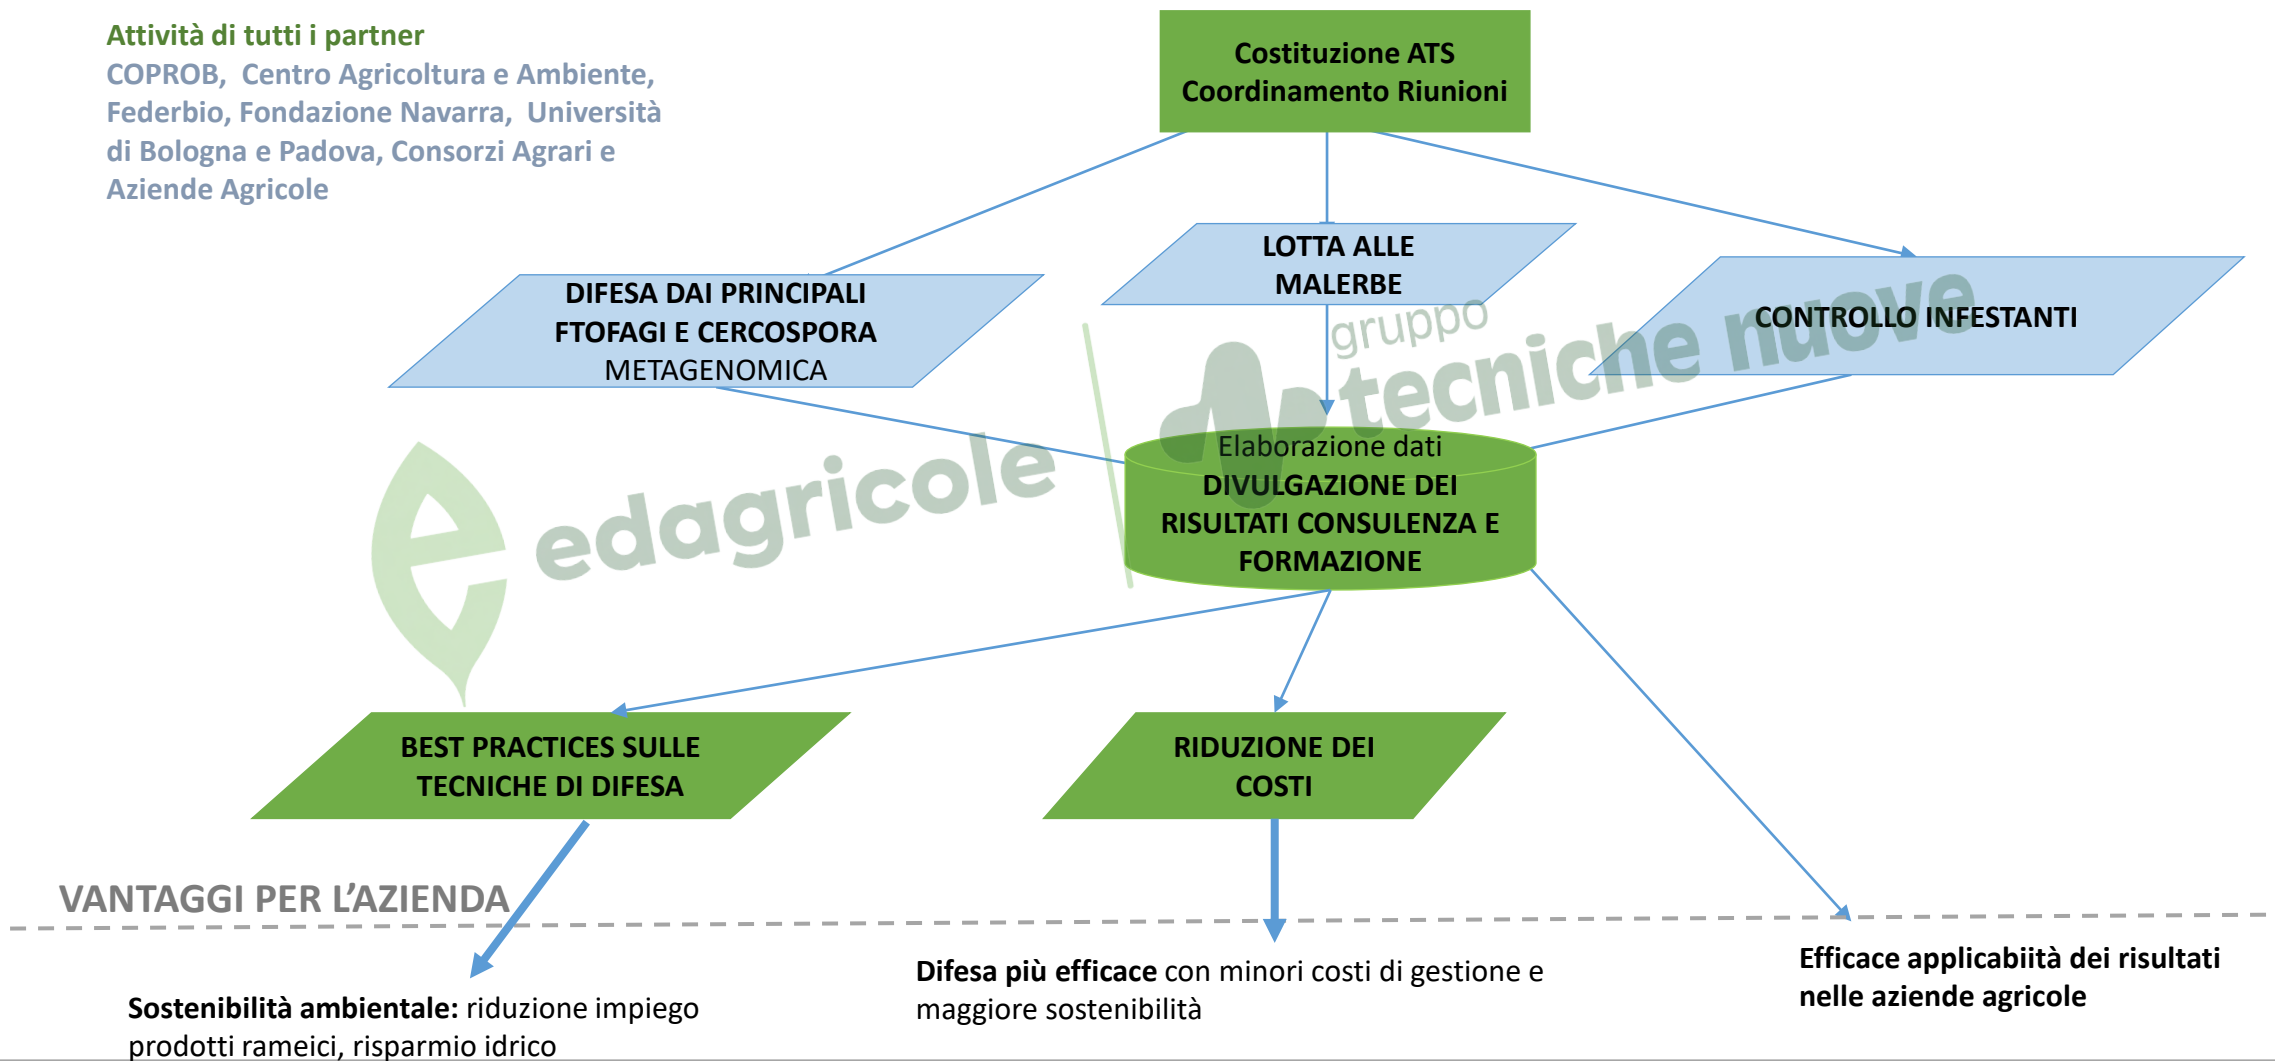 Attività di tutti i partner
COPROB, Centro Agricoltura e Ambiente,
Federbio, Fondazione Navarra, Università
di Bologna e Padova, Consorzi Agrari e
Aziende Agricole
Costituzione ATS
Coordinamento Riunioni
DIFESA DAI PRINCIPALI
FTOFAGI E CERCOSPORA
METAGENOMICA
LOTTA ALLE
MALERBE
CONTROLLO INFESTANTI
edagricole
gruppo
tecniche nuove
Elaborazione dati
DIVULGAZIONE DEI
RISULTATI CONSULENZA E
FORMAZIONE
BEST PRACTICES SULLE
TECNICHE DI DIFESA
RIDUZIONE DEI
COSTI
VANTAGGI PER L’AZIENDA
Sostenibilità ambientale: riduzione impiego
prodotti rameici, risparmio idrico
Difesa più efficace con minori costi di gestione e
maggiore sostenibilità
Efficace applicabiità dei risultati
nelle aziende agricole